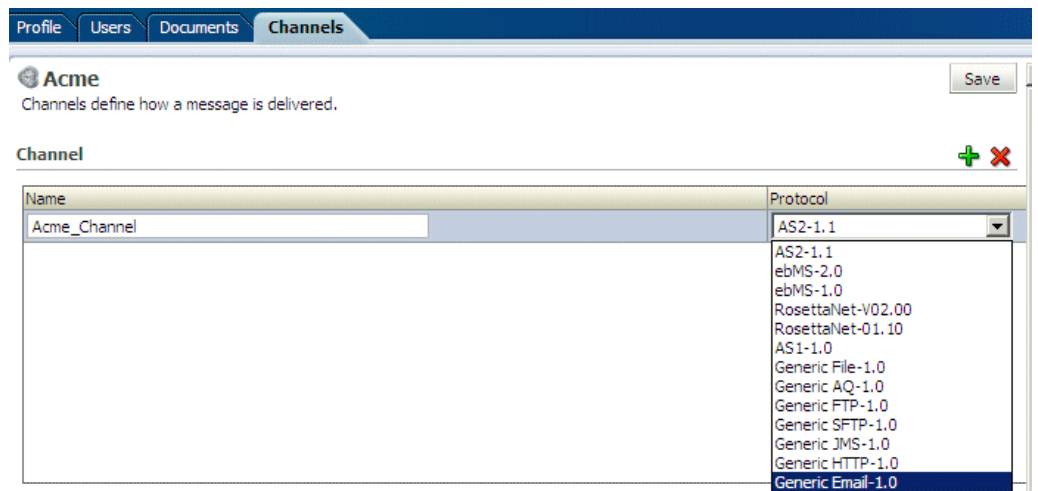 Profile Users Documents Channels
Acme Save
Channels define how a message is delivered.
Channel
Name Protocol
Acme_Channel AS2-1.1
AS2-1.1
ebMS-2.0
ebMS-1.0
RosettaNet-V02.00
RosettaNet-01.10
AS1-1.0
Generic File-1.0
Generic AQ-1.0
Generic FTP-1.0
Generic SFTP-1.0
Generic JMS-1.0
Generic HTTP-1.0
Generic Email-1.0